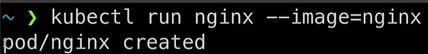 ~ ❯ kubectl run nginx --image=nginx
pod/nginx created